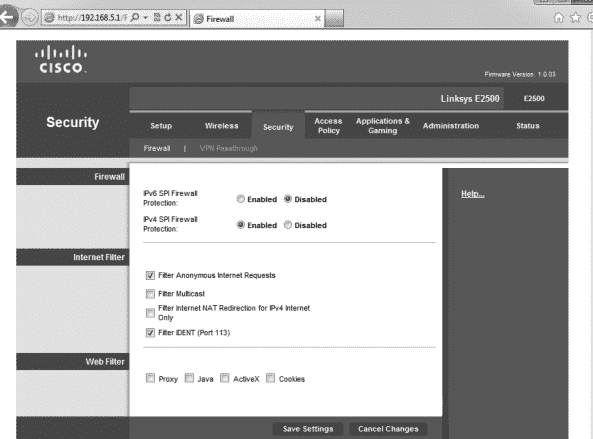 http://192.168.5.1/F
Firewall
CISCO
Firmware Version: 1.0.03
Linksys E2500 E2500
Security
Setup Wireless Security Access Policy Applications & Gaming Administration Status
Firewall | VPN Passthrough
Firewall
IPv6 SPI Firewall
Protection:
Enabled Disabled
IPv4 SPI Firewall
Protection:
Enabled Disabled
Help...
Internet Filter
Filter Anonymous Internet Requests
Filter Multicast
Filter Internet NAT Redirection for IPv4 Internet
Only
Filter IDENT (Port 113)
Web Filter
Proxy Java ActiveX Cookies
Save Settings Cancel Changes